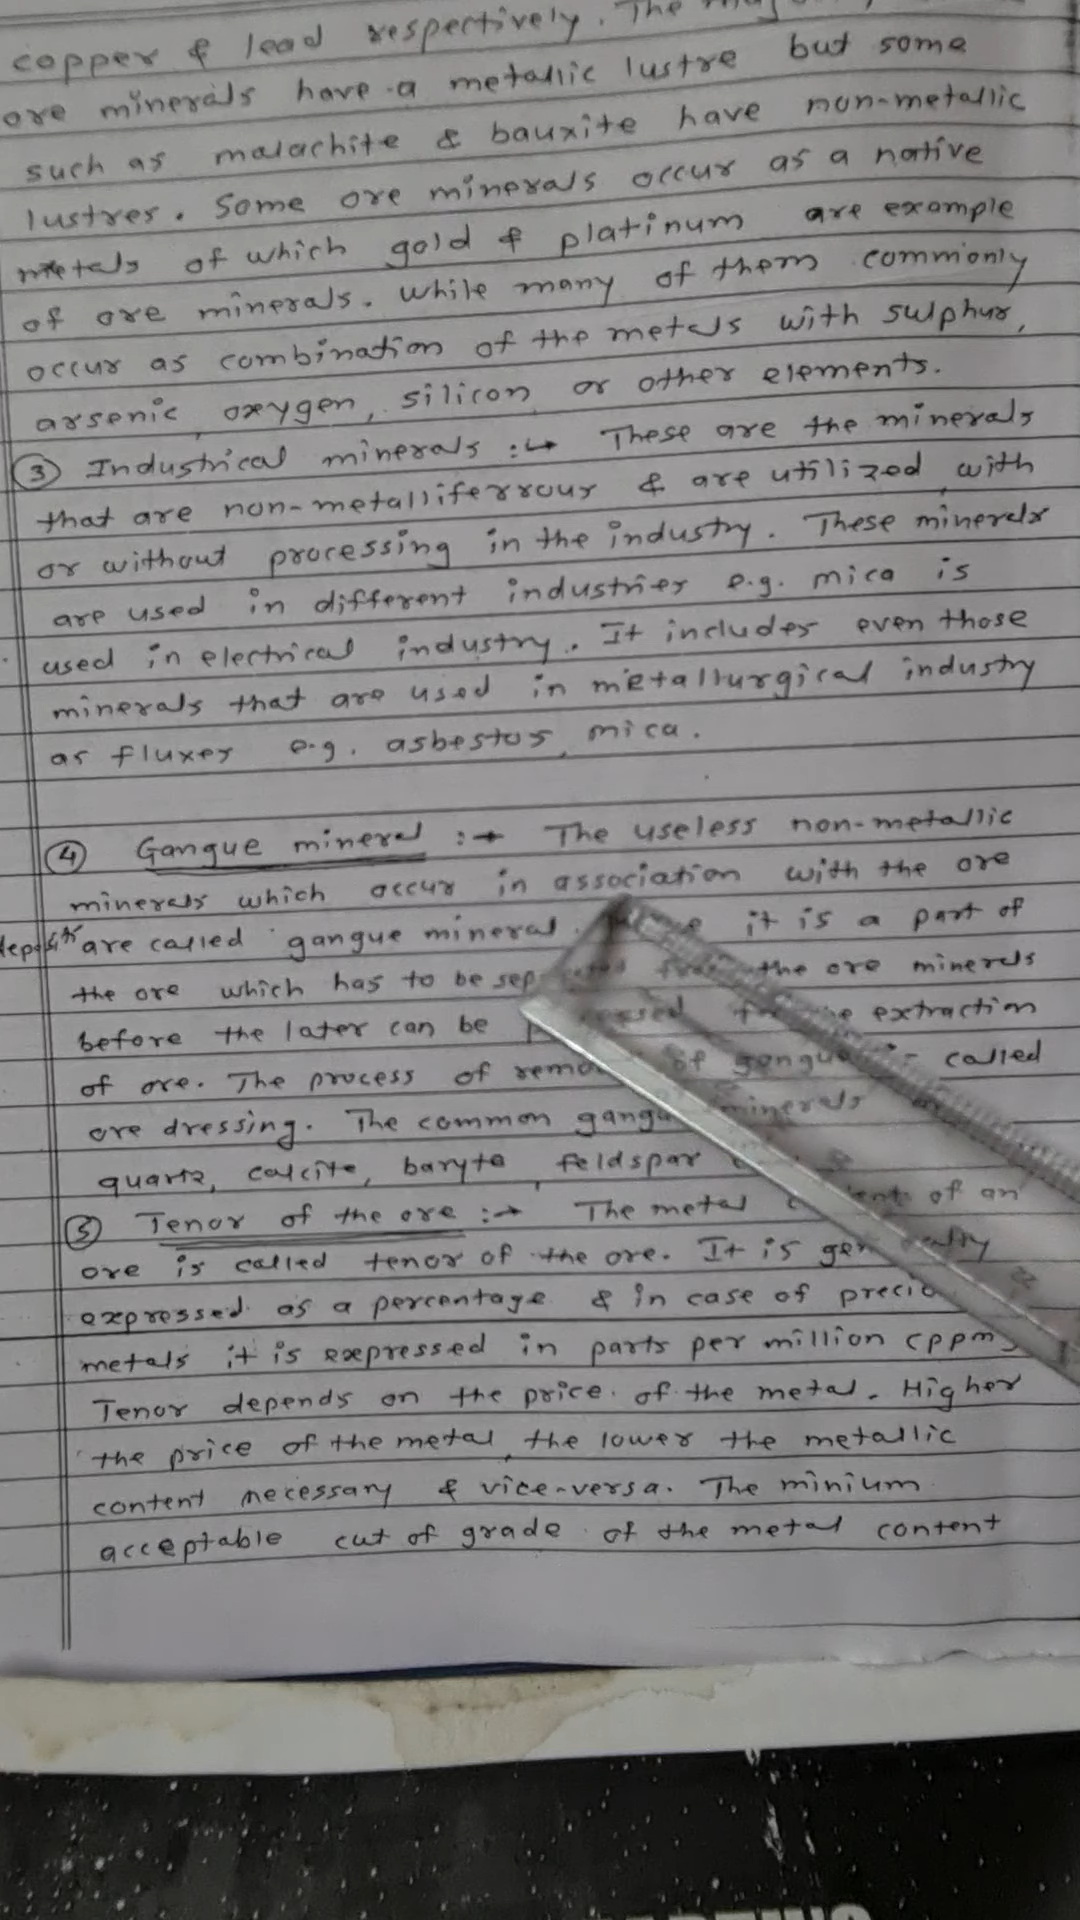 copper & lead respectively. The
ore minerals have a metallic lustre but some
such as malachite & bauxite have non-metallic
lustres. Some ore minerals occur as a native
metals of which gold & platinum are example
of ore minerals. While many of them commonly
occur as combination of the metals with sulphur,
arsenic, oxygen, silicon or other elements.
③ Industrical minerals :↳ These are the minerals
that are non-metalliferrour & are utilized with
or without processing in the industry. These minerals
are used in different industries e.g. mica is
used in electrical industry. It includes even those
minerals that are used in metallurgical industry
as fluxes e.g. asbestos, mica.
④ Gangue mineral :→ The useless non-metallic
minerals which occur in association with the ore
deposits are called gangue mineral. it is a part of
the ore which has to be the ore minerals
before the later can be extraction
of ore. The process of of gangue is called
ore dressing. The common gangue minerals
quartz, calcite, baryte, feldspar
⑤ Tenor of the ore :→ The metal of an
ore is called tenor of the ore. It is generally
expressed as a percentage & in case of
metals it is expressed in parts per million (ppm)
Tenor depends on the price of the metal. Higher
the price of the metal, the lower the metallic
content necessary & vice-versa. The minium
acceptable cut of grade of the metal content